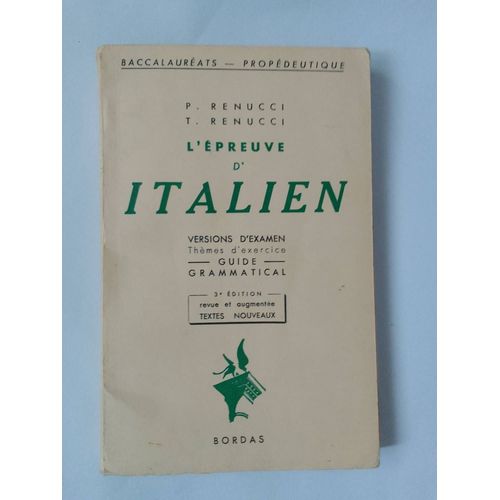 BACCALAURÉATS — PROPÉDEUTIQUE
P. RENUCCI
T. RENUCCI
L'ÉPREUVE
D'
ITALIEN
VERSIONS D'EXAMEN
Thèmes d'exercice
— GUIDE —
GRAMMATICAL
— 3e ÉDITION —
revue et augmentée
TEXTES NOUVEAUX
BORDAS